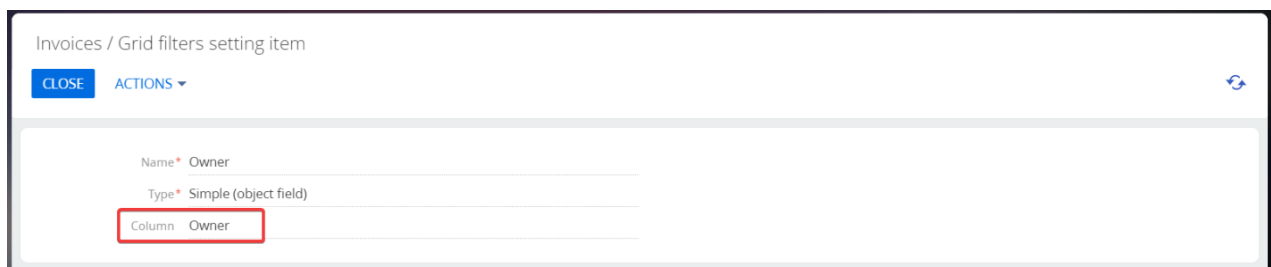 Invoices / Grid filters setting item
CLOSE ACTIONS
Name* Owner
Type* Simple (object field)
Column Owner